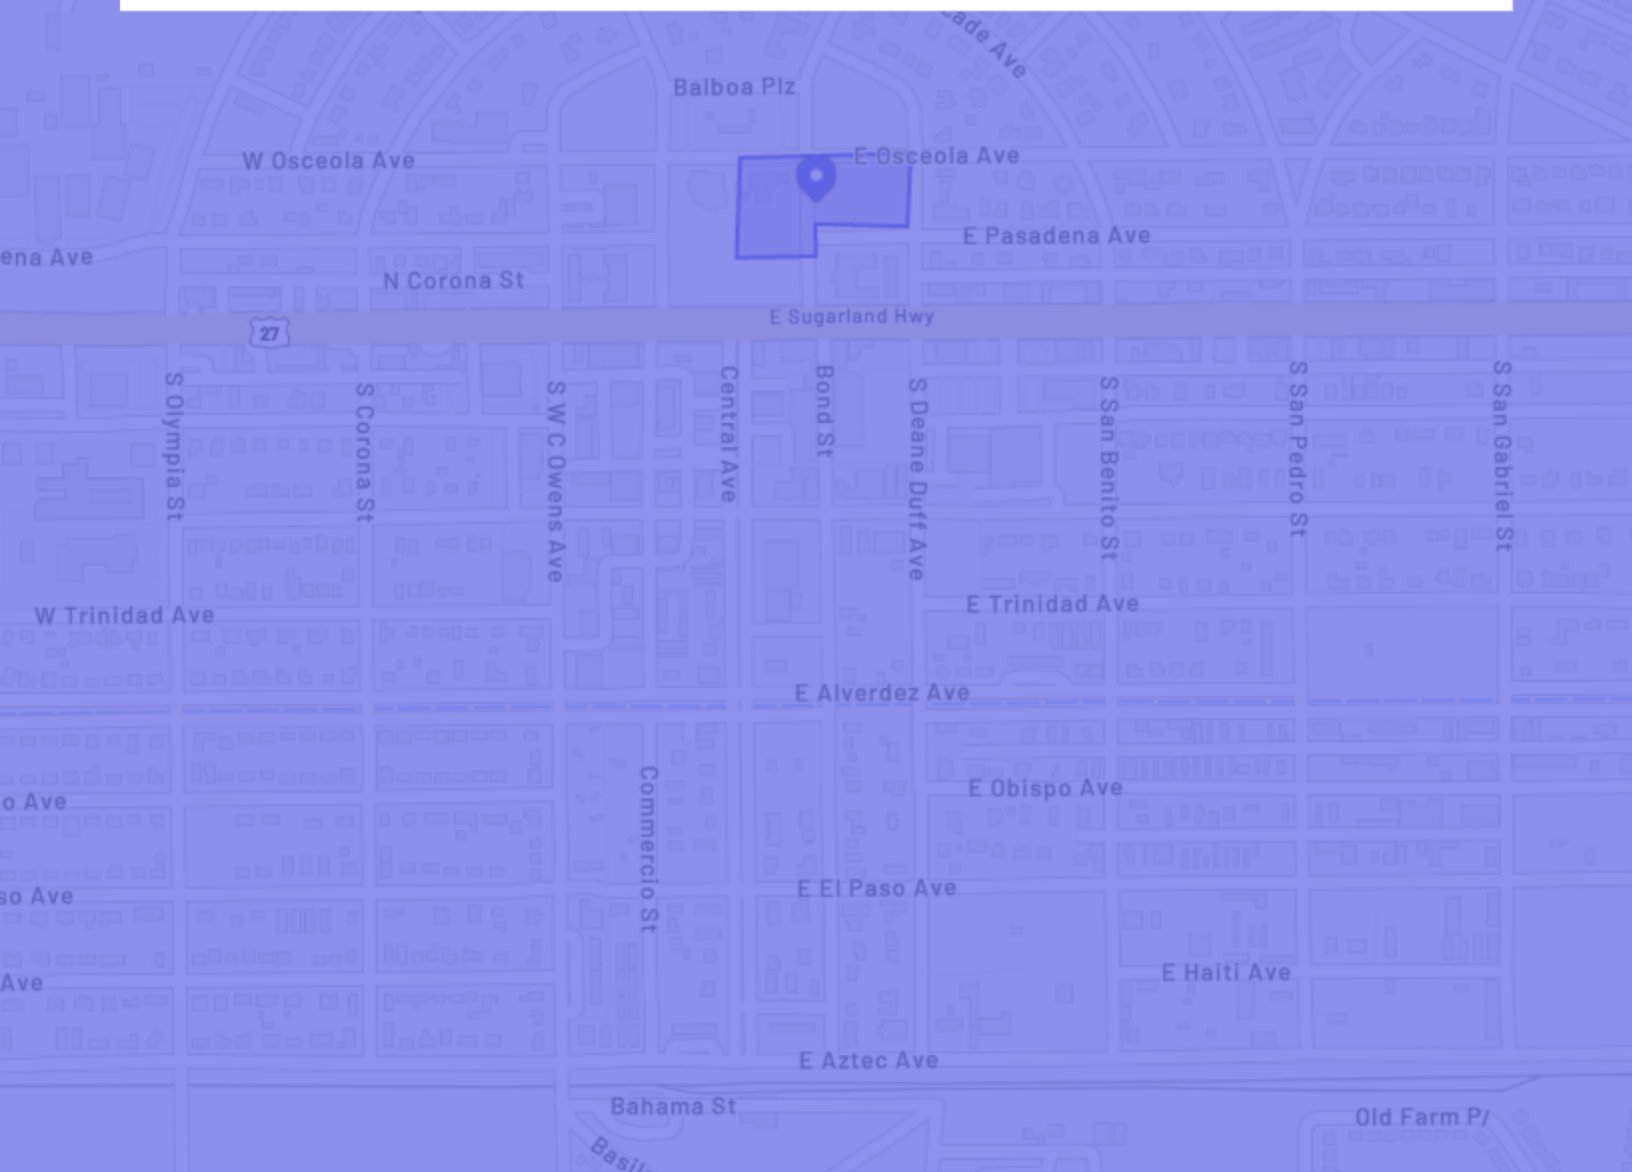 cade Ave
Balboa Plz
W Osceola Ave
E Osceola Ave
E Pasadena Ave
ena Ave
N Corona St
E Sugarland Hwy
27
S Olympia St
S Corona St
S W C Owens Ave
Central Ave
Bond St
S Deane Duff Ave
S San Benito St
S San Pedro St
S San Gabriel St
W Trinidad Ave
E Trinidad Ave
E Alverdez Ave
Commercio St
E Obispo Ave
o Ave
E El Paso Ave
so Ave
E Haiti Ave
Ave
E Aztec Ave
Bahama St
Old Farm P/
Basil